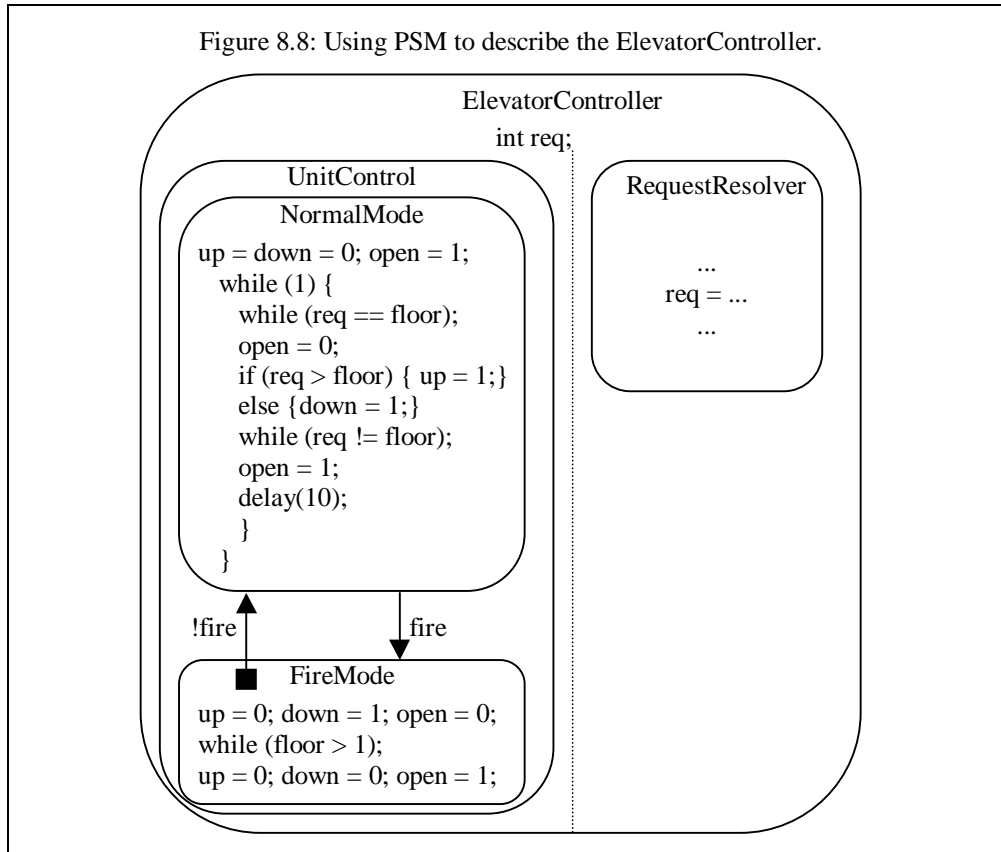 Figure 8.8: Using PSM to describe the ElevatorController.
ElevatorController
int req;
UnitControl
NormalMode
up = down = 0; open = 1;
while (1) {
while (req == floor);
open = 0;
if (req > floor) { up = 1;}
else {down = 1;}
while (req != floor);
open = 1;
delay(10);
}
}
!fire
fire
FireMode
up = 0; down = 1; open = 0;
while (floor > 1);
up = 0; down = 0; open = 1;
RequestResolver
...
req = ...
...